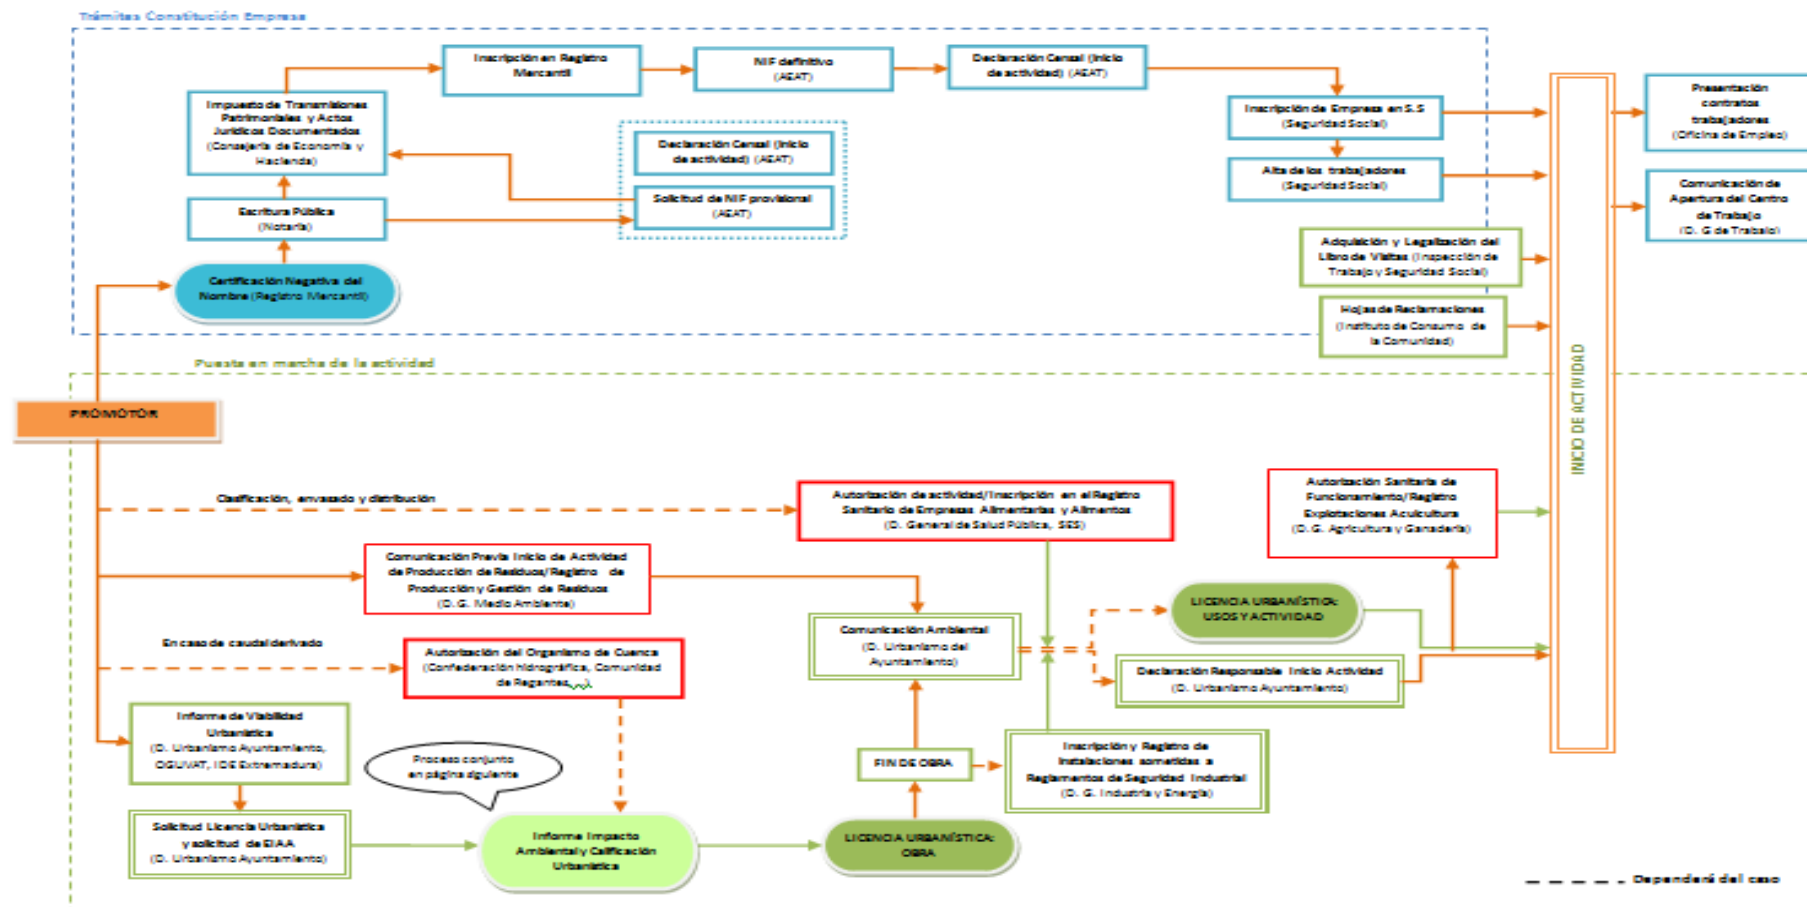 Trámites Constitución Empresa
Inscripción en Registro
Mercantil
NIF definitivo
(AEAT)
Declaración Censal (Inicio
de actividad) (AEAT)
Impuesto de Transmisiones
Patrimoniales y Actos
Jurídicos Documentados
(Consejería de Economía y
Hacienda)
Declaración Censal (Inicio
de actividad) (AEAT)
Solicitud de NIF provisional
(AEAT)
Escritura Pública
(Notaría)
Certificación Negativa del
Nombre (Registro Mercantil)
Inscripción de Empresa en S.S
(Seguridad Social)
Alta de los trabajadores
(Seguridad Social)
Adquisición y Legalización del
Libro de Visitas (Inspección de
Trabajo y Seguridad Social)
Hojas de Reclamaciones
(Instituto de Consumo de
la Comunidad)
Presentación
contratos
trabajadores
(Oficina de Empleo)
Comunicación de
Apertura del Centro
de Trabajo
(D. G de Trabajo)
INICIO DE ACTIVIDAD
Puesta en marcha de la actividad
PROMOTOR
Clasificación, envasado y distribución
Autorización de actividad/Inscripción en el Registro
Sanitario de Empresas Alimentarias y Alimentos
(D. General de Salud Pública, SES)
Autorización Sanitaria de
Funcionamiento/Registro
Explotaciones Acuicultura
(D.G. Agricultura y Ganadería)
Comunicación Previa Inicio de Actividad
de Producción de Residuos/Registro de
Producción y Gestión de Residuos
(D.G. Medio Ambiente)
En caso de caudal derivado
Autorización del Organismo de Cuenca
(Confederación hidrográfica, Comunidad
de Regantes...)
Comunicación Ambiental
(D. Urbanismo del
Ayuntamiento)
LICENCIA URBANÍSTICA:
USOS Y ACTIVIDAD
Declaración Responsable Inicio Actividad
(D. Urbanismo Ayuntamiento)
Informe de Viabilidad
Urbanística
(D. Urbanismo Ayuntamiento,
OGUVAT, IDE Extremadura)
Proceso conjunto
en página siguiente
FIN DE OBRA
Inscripción y Registro de
Instalaciones sometidas a
Reglamentos de Seguridad Industrial
(D. G. Industria y Energía)
Solicitud Licencia Urbanística
y solicitud de EIAA
(D. Urbanismo Ayuntamiento)
Informe Impacto
Ambiental y Calificación
Urbanística
LICENCIA URBANÍSTICA:
OBRA
Dependerá del caso